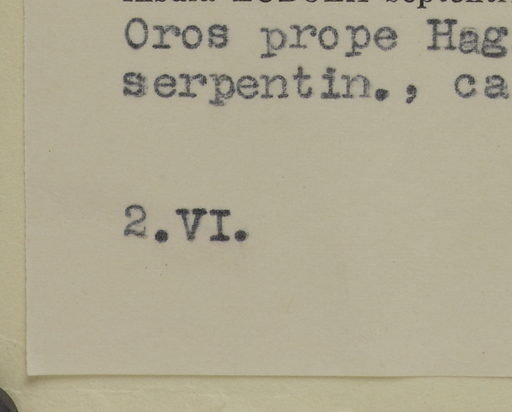 Oros prope Hag
serpentin., ca
2.VI.